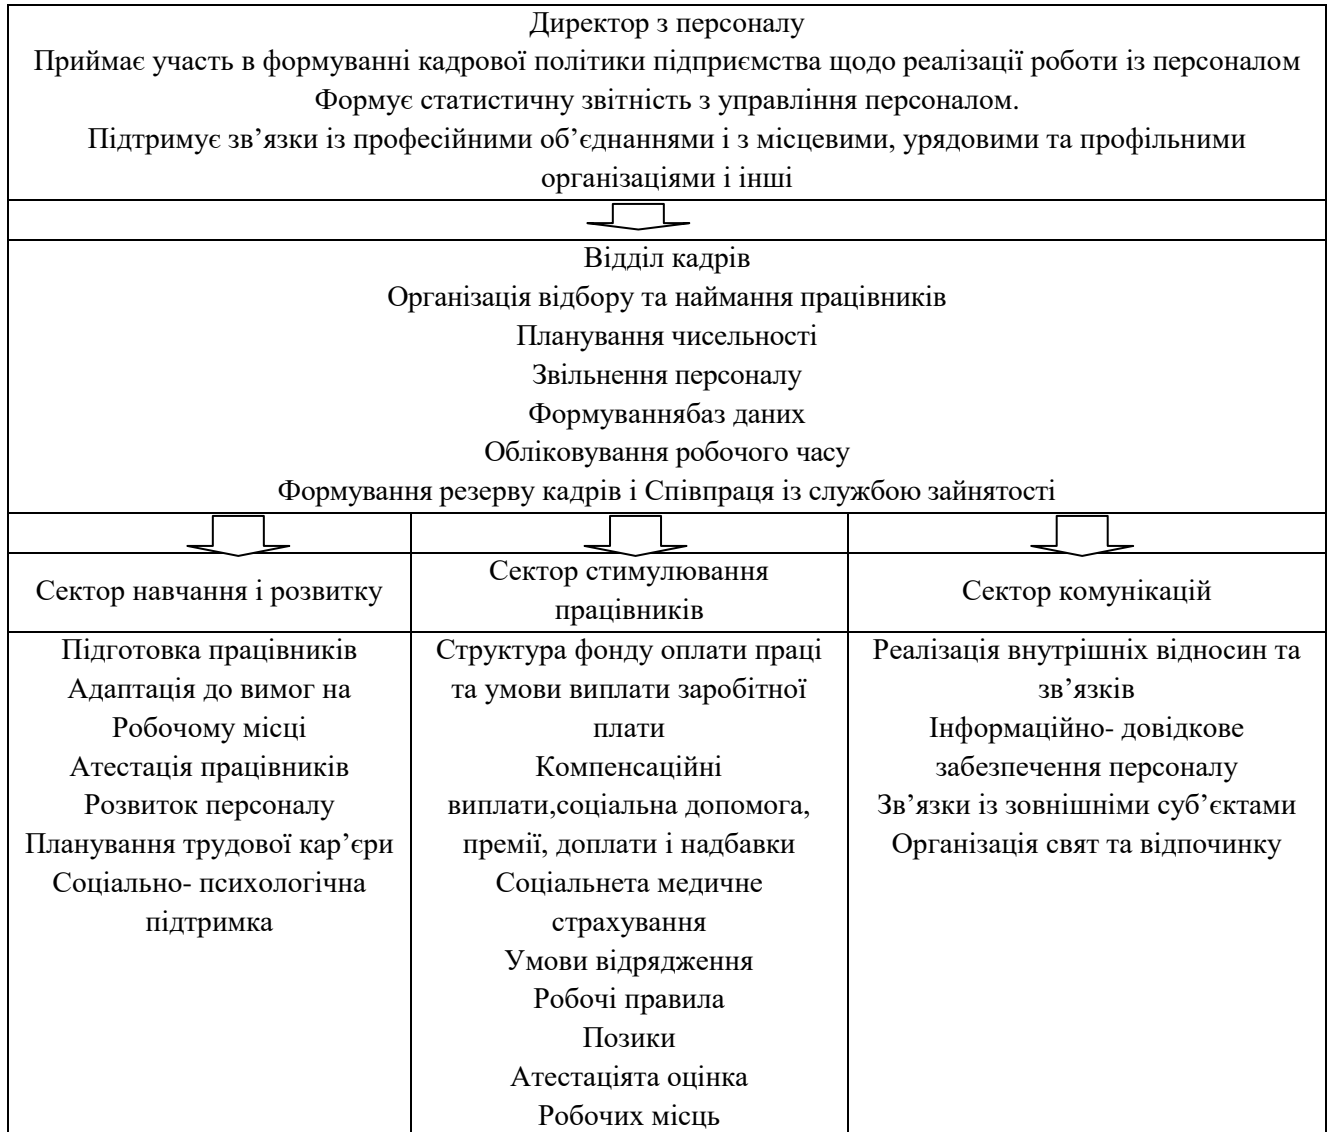 Директор з персоналу
Приймає участь в формуванні кадрової політики підприємства щодо реалізації роботи із персоналом
Формує статистичну звітність з управління персоналом.
Підтримує зв’язки із професійними об’єднаннями і з місцевими, урядовими та профільними
організаціями і інші
Відділ кадрів
Організація відбору та наймання працівників
Планування чисельності
Звільнення персоналу
Формуваннябаз даних
Обліковування робочого часу
Формування резерву кадрів і Співпраця із службою зайнятості
Сектор навчання і розвитку
Сектор стимулювання
працівників
Сектор комунікацій
Підготовка працівників
Адаптація до вимог на
Робочому місці
Атестація працівників
Розвиток персоналу
Планування трудової кар’єри
Соціально- психологічна
підтримка
Структура фонду оплати праці
та умови виплати заробітної
плати
Компенсаційні
виплати,соціальна допомога,
премії, доплати і надбавки
Соціальнета медичне
страхування
Умови відрядження
Робочі правила
Позики
Атестаціята оцінка
Робочих місць
Реалізація внутрішніх відносин та
зв’язків
Інформаційно- довідкове
забезпечення персоналу
Зв’язки із зовнішніми суб’єктами
Організація свят та відпочинку